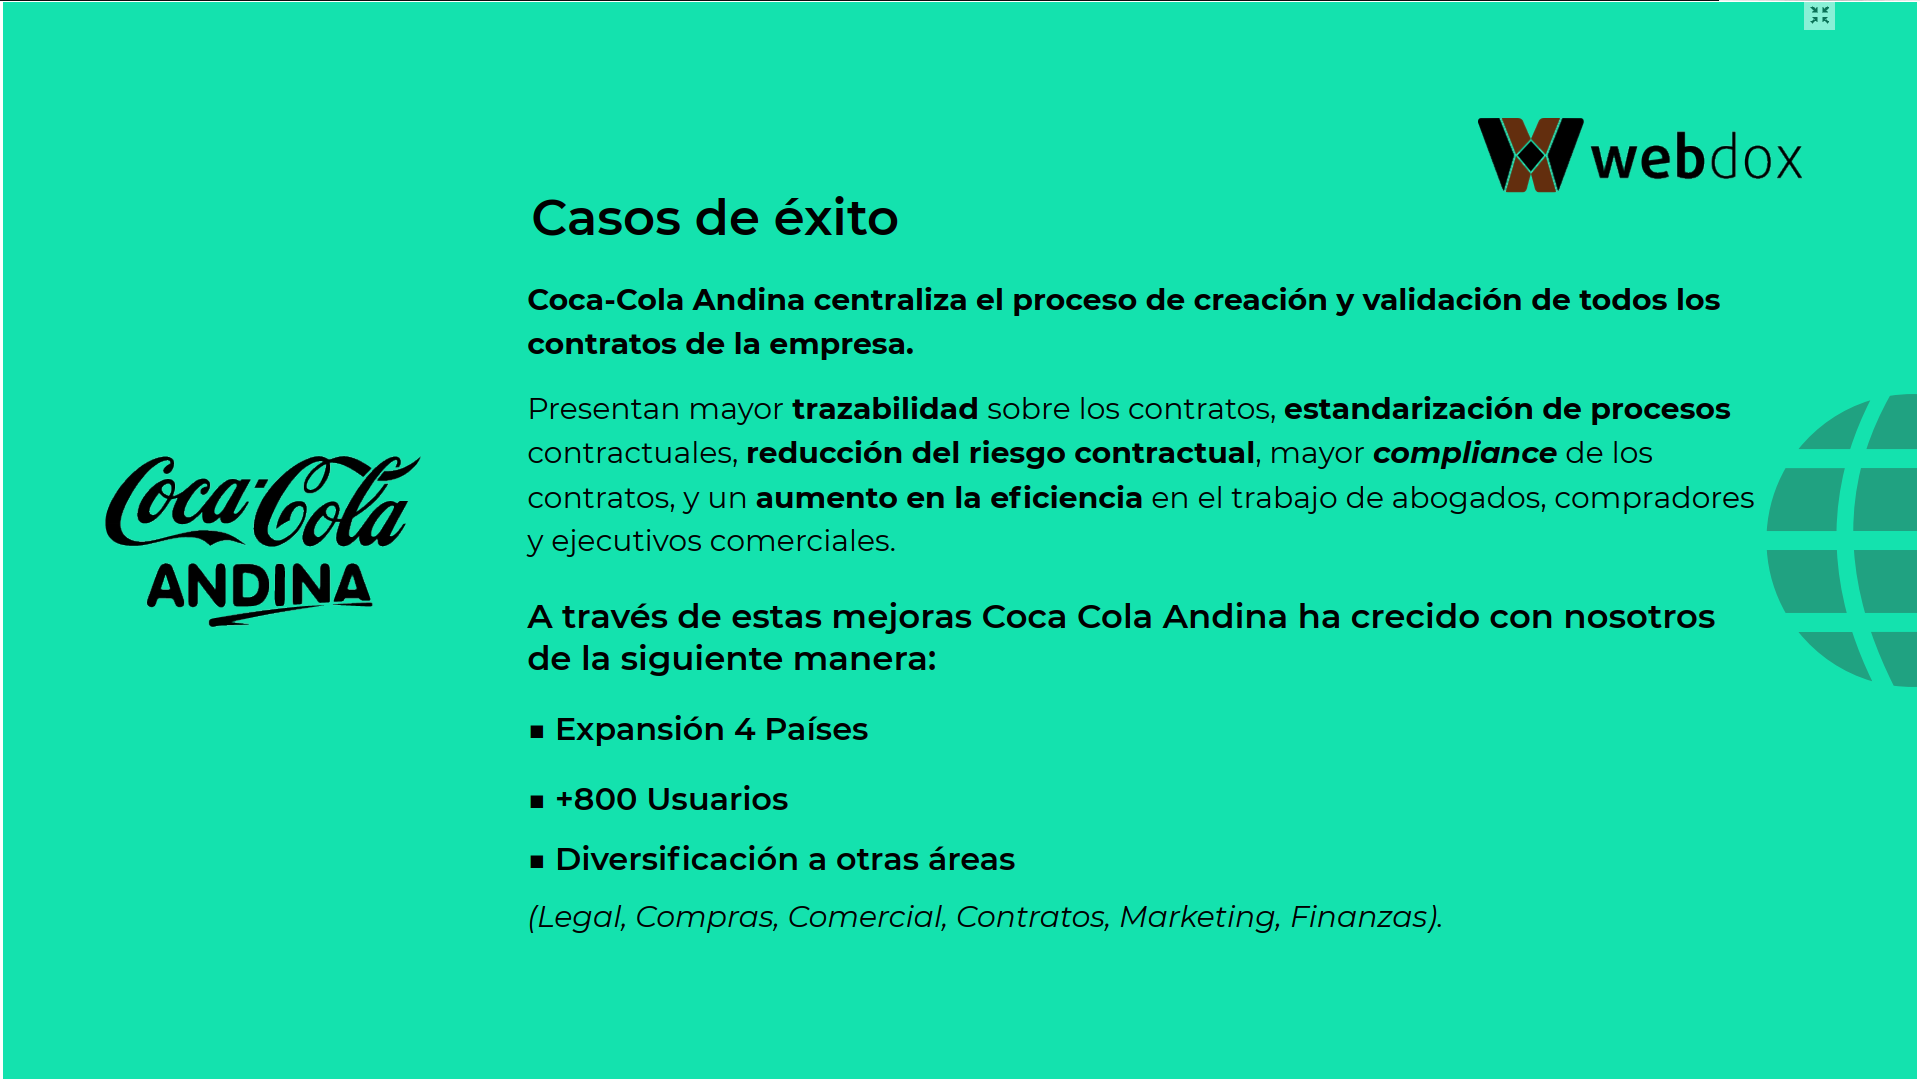 webdox
Casos de éxito
Coca-Cola Andina centraliza el proceso de creación y validación de todos los
contratos de la empresa.
Presentan mayor trazabilidad sobre los contratos, estandarización de procesos
contractuales, reducción del riesgo contractual, mayor compliance de los
contratos, y un aumento en la eficiencia en el trabajo de abogados, compradores
y ejecutivos comerciales.
Coca-Cola
ANDINA
A través de estas mejoras Coca Cola Andina ha crecido con nosotros
de la siguiente manera:
▪ Expansión 4 Países
▪ +800 Usuarios
▪ Diversificación a otras áreas
(Legal, Compras, Comercial, Contratos, Marketing, Finanzas).